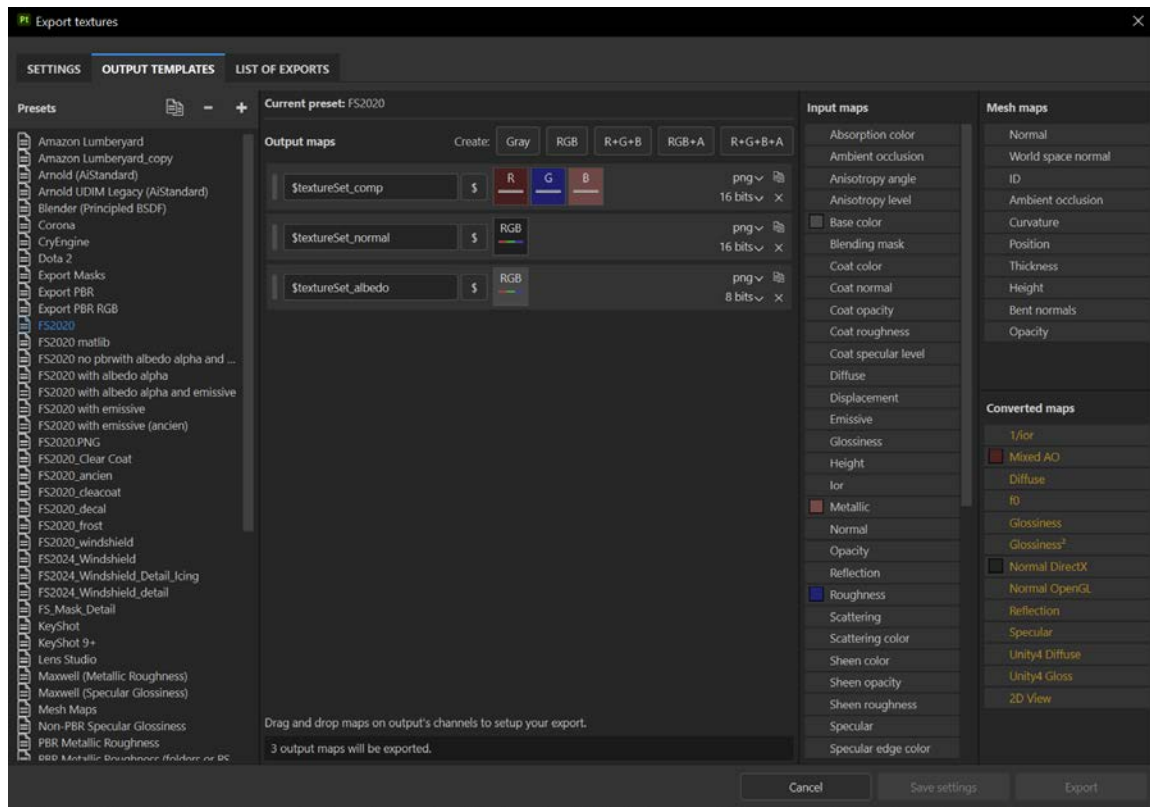 Pt Export textures
SETTINGS OUTPUT TEMPLATES LIST OF EXPORTS
Presets
Amazon Lumberyard
Amazon Lumberyard_copy
Arnold (AiStandard)
Arnold UDIM Legacy (AiStandard)
Blender (Principled BSDF)
Corona
CryEngine
Dota 2
Export Masks
Export PBR
Export PBR RGB
FS2020
FS2020 matlib
FS2020 no pbrwith albedo alpha and ...
FS2020 with albedo alpha
FS2020 with albedo alpha and emissive
FS2020 with emissive
FS2020 with emissive (ancien)
FS2020.PNG
FS2020_Clear Coat
FS2020_ancien
FS2020_cleacoat
FS2020_decal
FS2020_frost
FS2020_windshield
FS2024_Windshield
FS2024_Windshield_Detail_Icing
FS2024_Windshield_detail
FS_Mask_Detail
KeyShot
KeyShot 9+
Lens Studio
Maxwell (Metallic Roughness)
Maxwell (Specular Glossiness)
Mesh Maps
Non-PBR Specular Glossiness
PBR Metallic Roughness
PBR Metallic Roughness (folders or PS
Current preset: FS2020
Output maps Create: Gray RGB R+G+B RGB+A R+G+B+A
$textureSet_comp $ R G B png
16 bits
$textureSet_normal $ RGB png
16 bits
$textureSet_albedo $ RGB png
8 bits
Drag and drop maps on output's channels to setup your export.
3 output maps will be exported.
Input maps
Absorption color
Ambient occlusion
Anisotropy angle
Anisotropy level
Base color
Blending mask
Coat color
Coat normal
Coat opacity
Coat roughness
Coat specular level
Diffuse
Displacement
Emissive
Glossiness
Height
Ior
Metallic
Normal
Opacity
Reflection
Roughness
Scattering
Scattering color
Sheen color
Sheen opacity
Sheen roughness
Specular
Specular edge color
Mesh maps
Normal
World space normal
ID
Ambient occlusion
Curvature
Position
Thickness
Height
Bent normals
Opacity
Converted maps
1/ior
Mixed AO
Diffuse
f0
Glossiness
Glossiness²
Normal DirectX
Normal OpenGL
Reflection
Specular
Unity4 Diffuse
Unity4 Gloss
2D View
Cancel Save settings Export